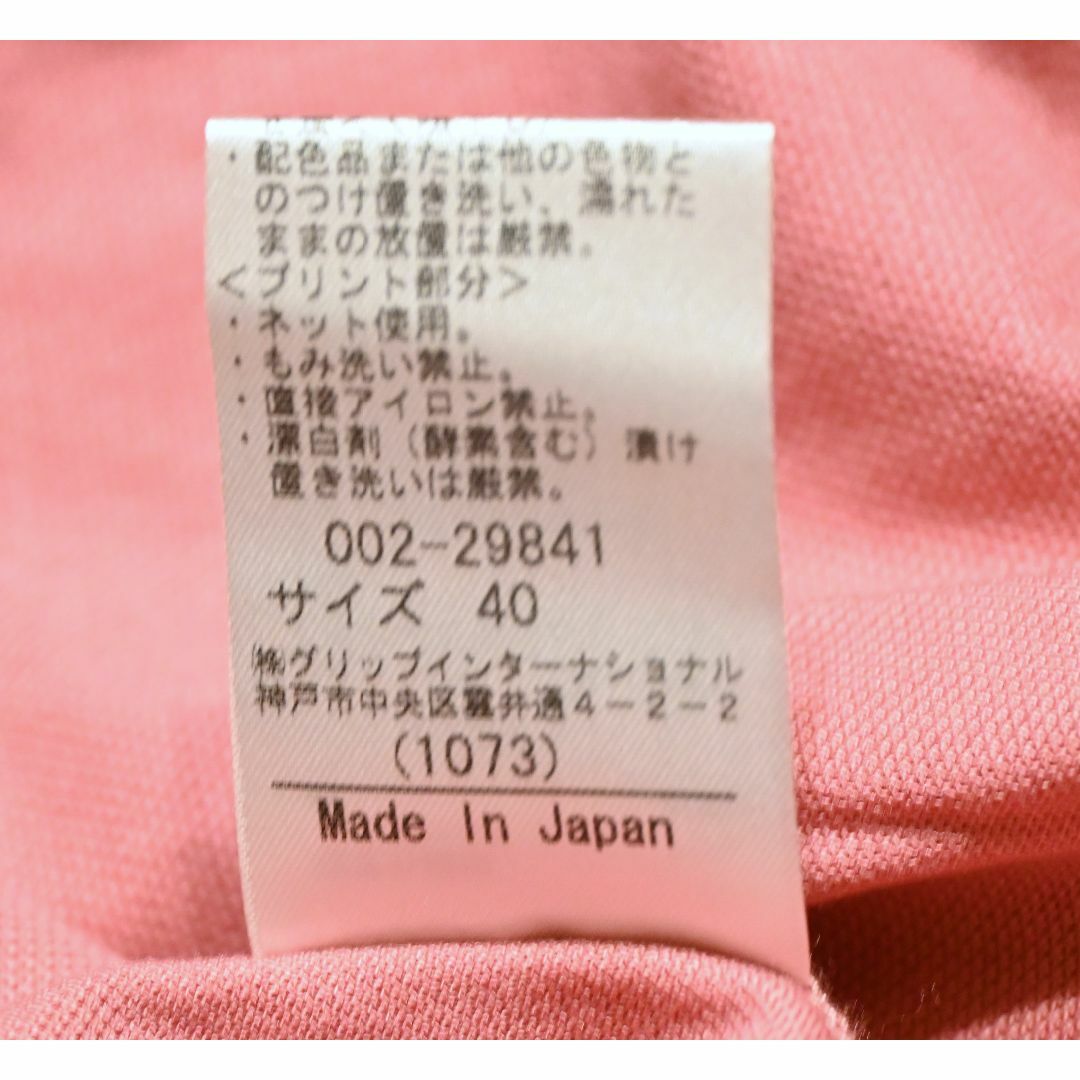 ・配色品または他の色物と
のつけ置き洗い、濡れた
ままの放置は厳禁。
<プリント部分>
・ネット使用。
・もみ洗い禁止。
・直接アイロン禁止。
・漂白剤（酵素含む）漬け
置き洗いは厳禁。
002-29841
サイズ 40
㈱グリップインターナショナル
神戸市中央区雲井通4-2-2
(1073)
Made In Japan